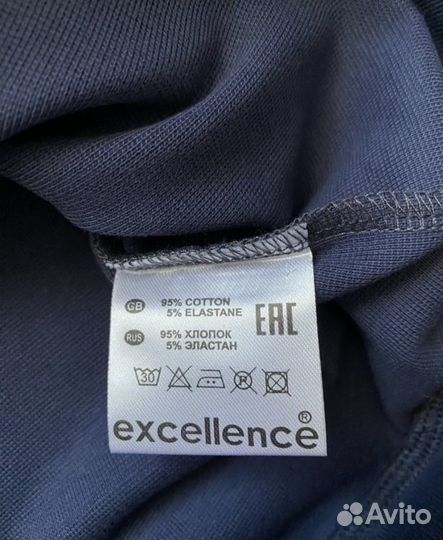 GB 95% COTTON
5% ELASTANE
EAC
RUS 95% ХЛОПОК
5% ЭЛАСТАН
30
excellence®
Avito